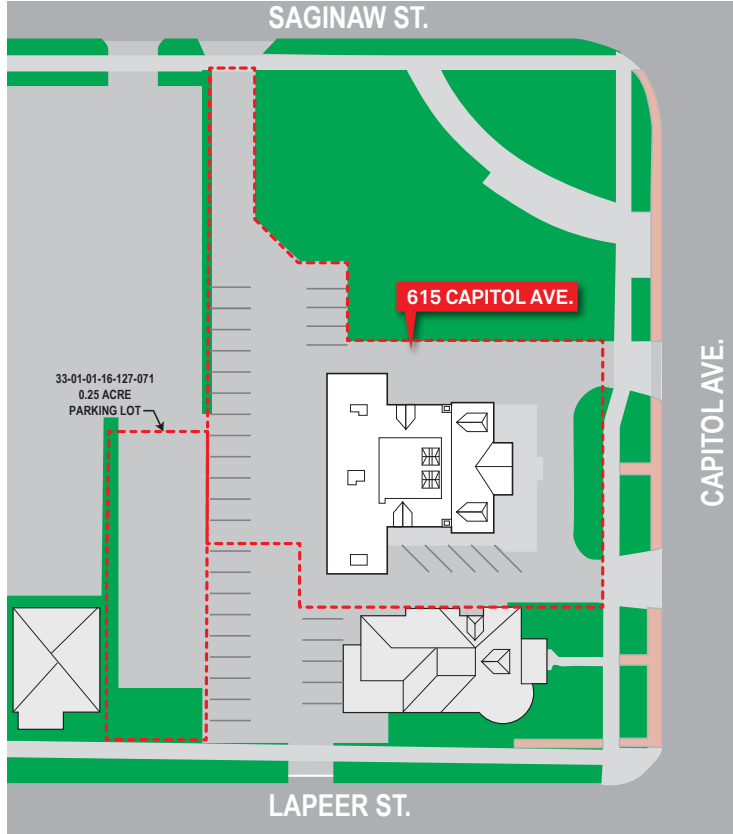 SAGINAW ST.
615 CAPITOL AVE.
33-01-01-16-127-071
0.25 ACRE
PARKING LOT
CAPITOL AVE.
LAPEER ST.